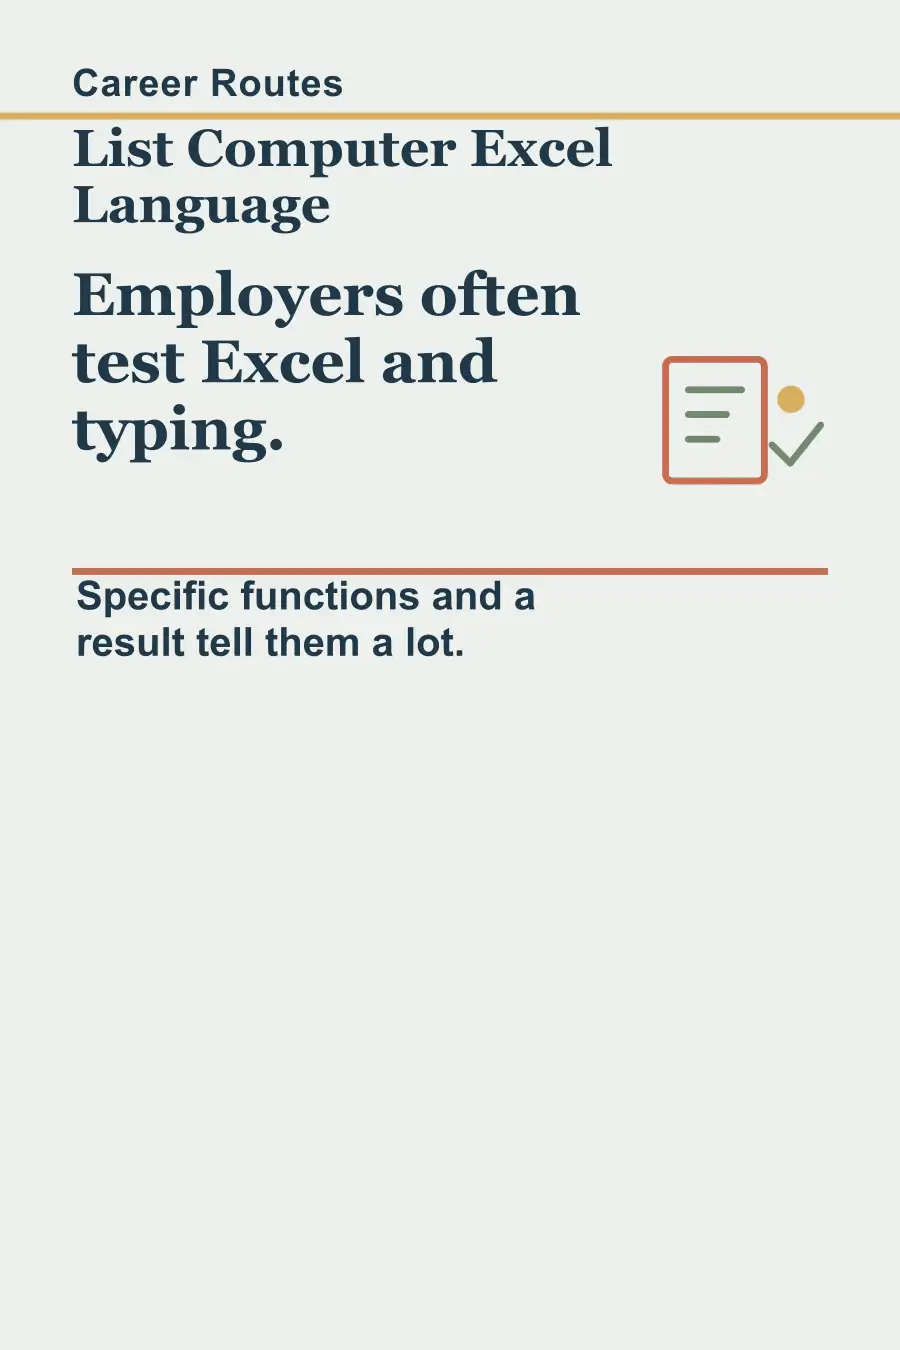 Career Routes
List Computer Excel
Language
Employers often
test Excel and
typing.
Specific functions and a
result tell them a lot.